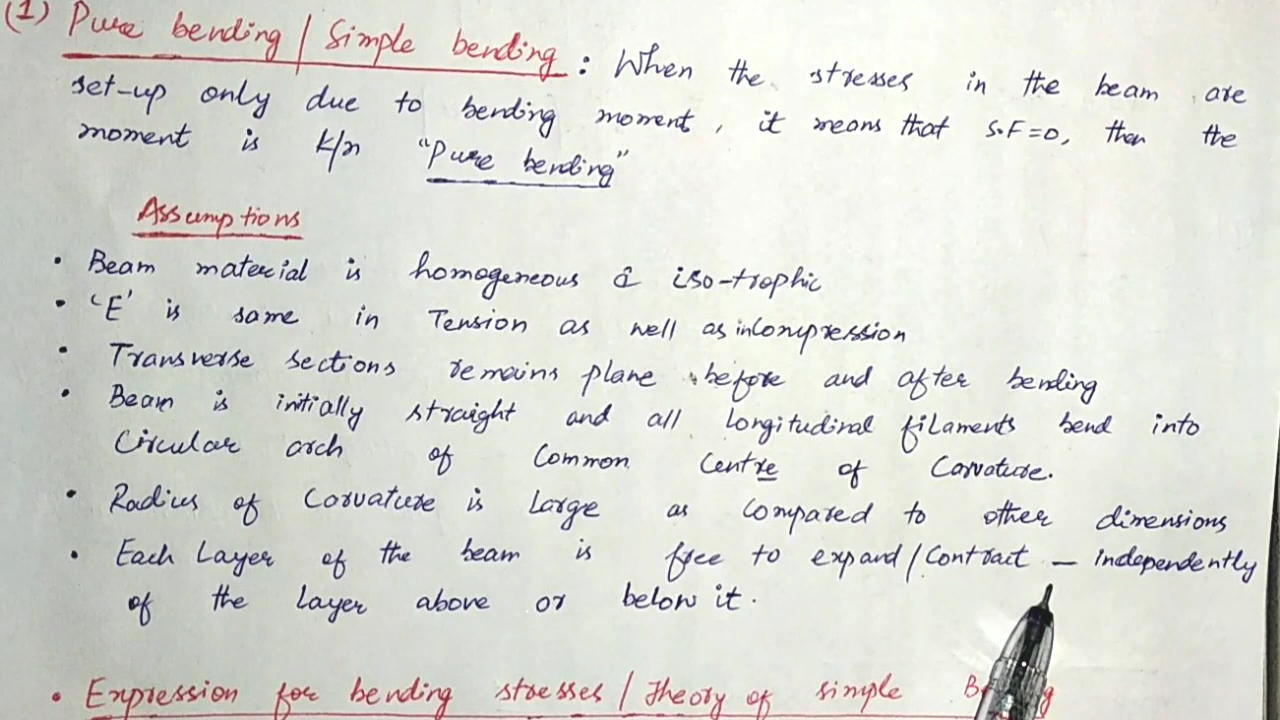 (1) Pure bending / Simple bending : When the stresses in the beam are
set-up only due to bending moment, it means that S.F=0, then the
moment is k/n "Pure bending"
Assumptions
• Beam material is homogeneous & iso-trophic
• 'E' is same in Tension as well as in Compression
• Transverse sections remains plane before and after bending
• Beam is initially straight and all longitudinal filaments bend into
Circular arch of Common Centre of Corvature.
• Radius of Corvature is Large as Compared to other dimensions
• Each Layer of the beam is free to expand/Contract – independently
of the Layer above or below it.
• Expression for bending stresses / Theory of simple